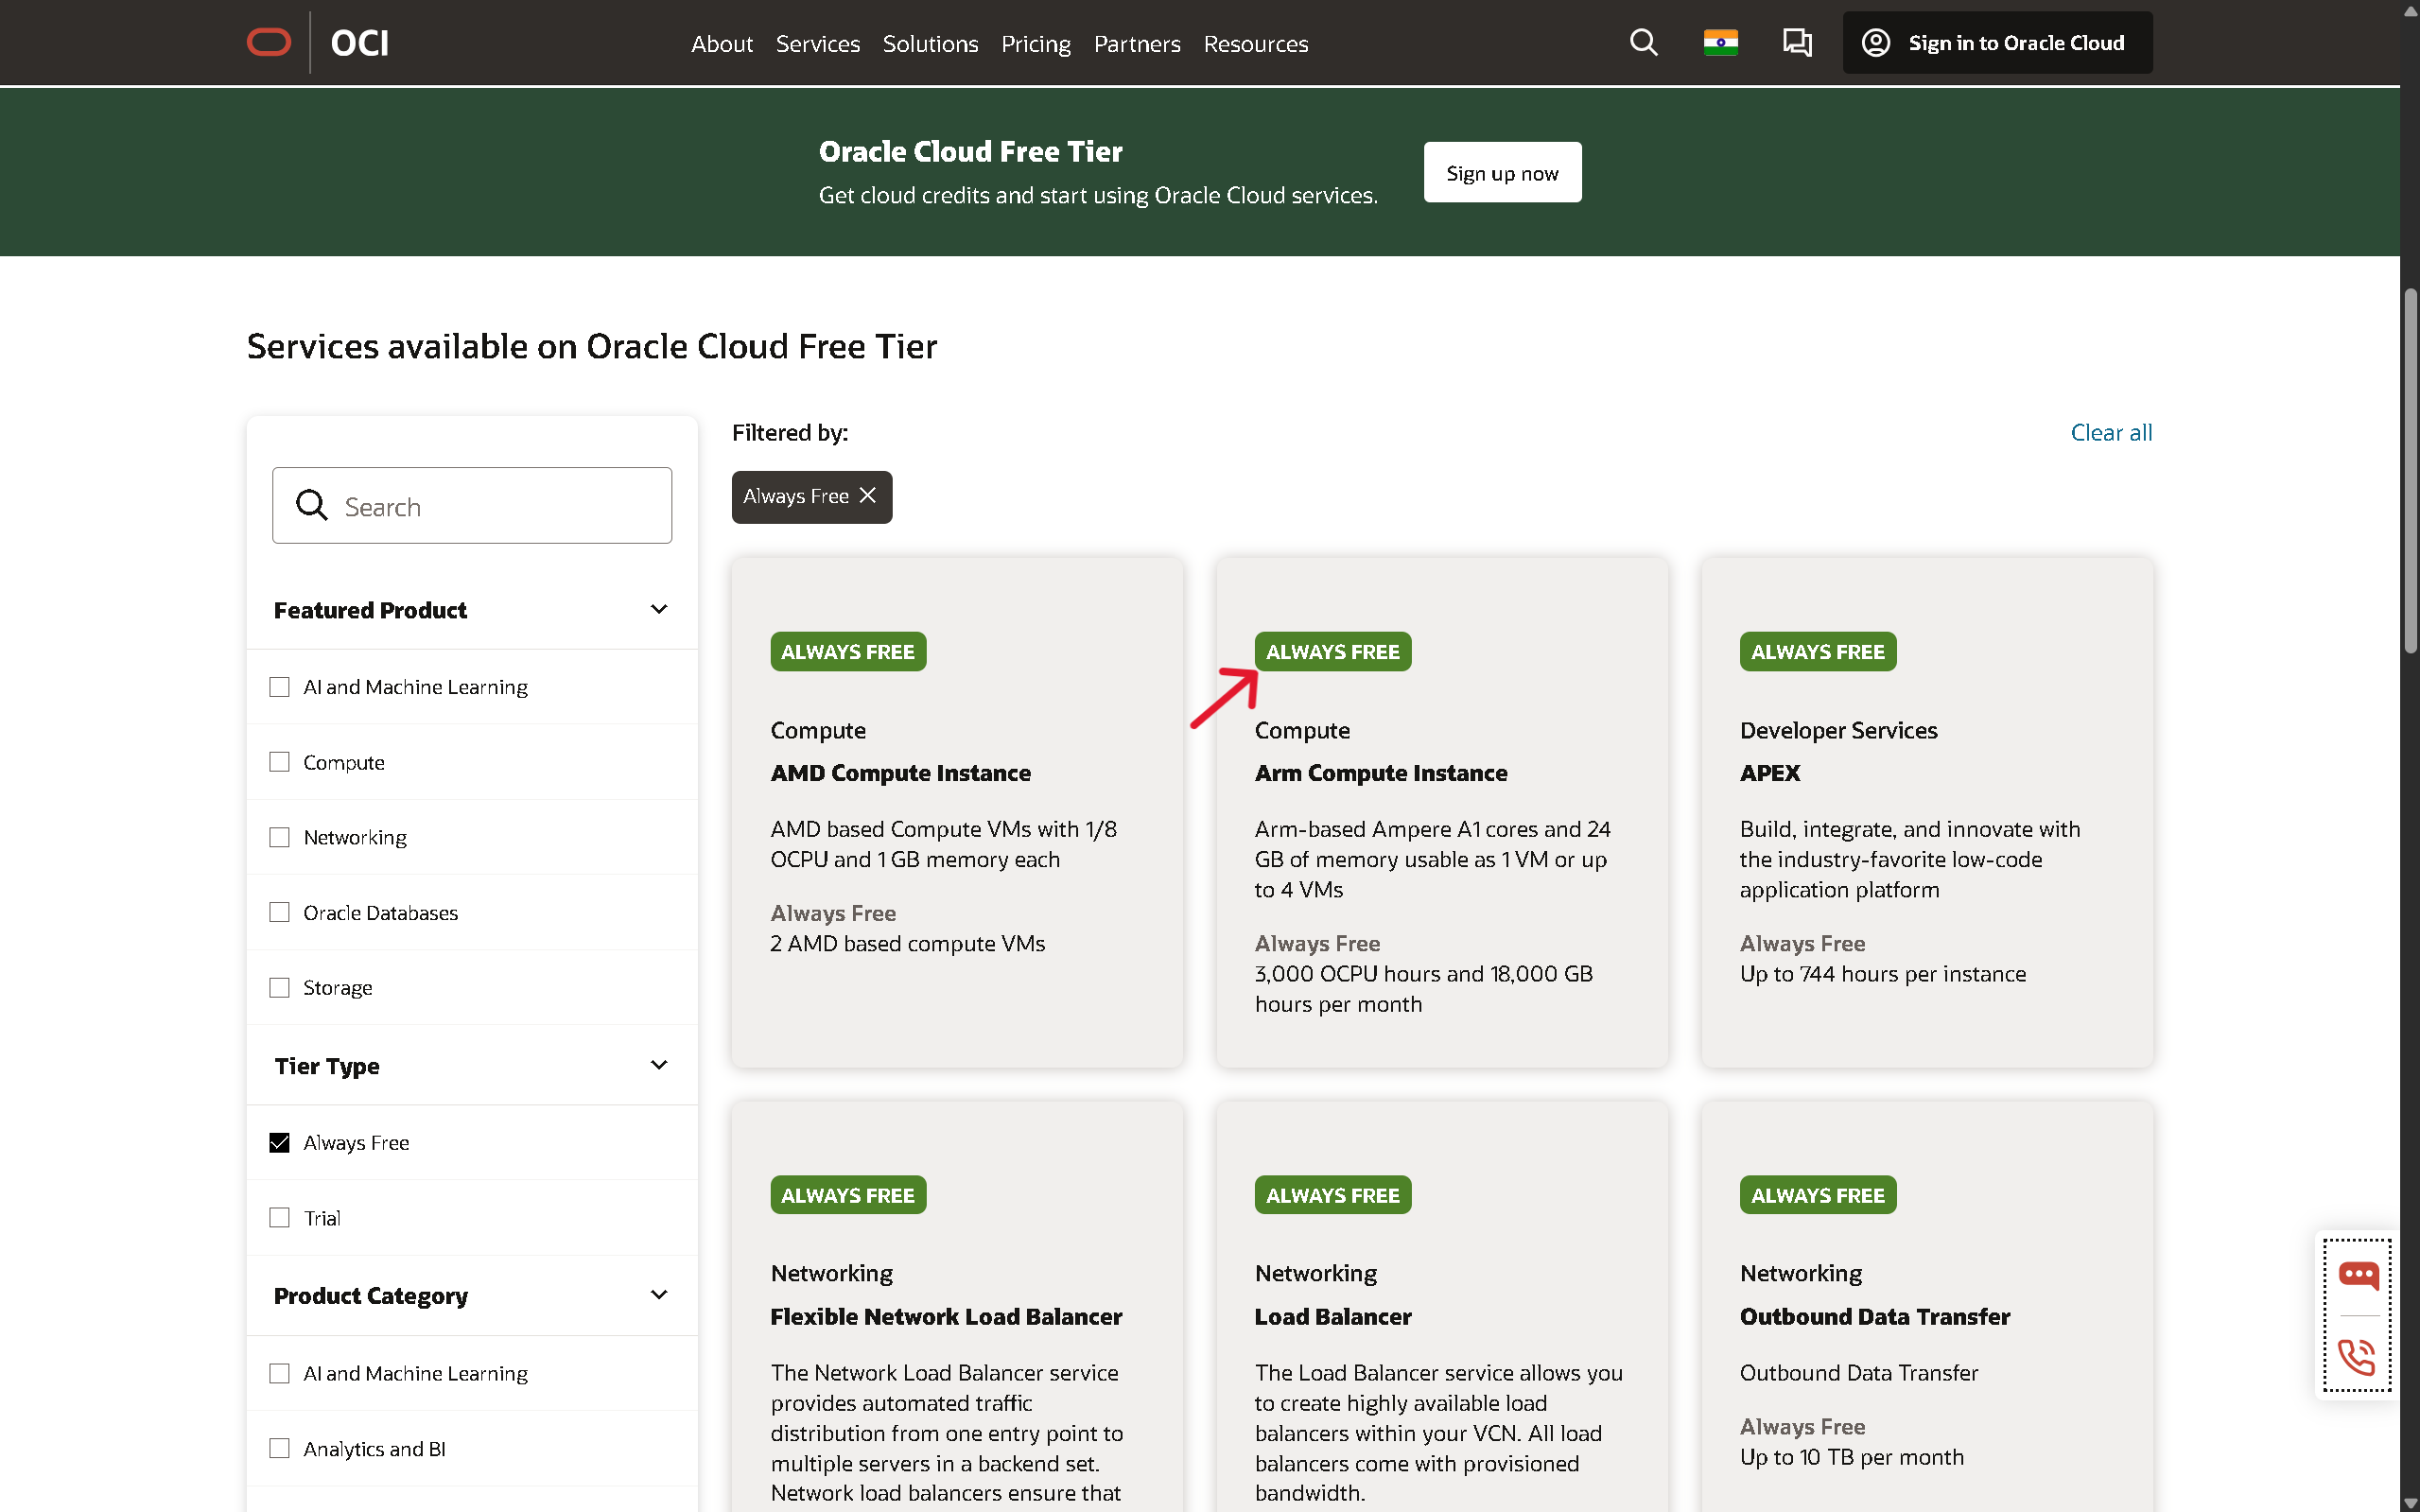 OCI
About Services Solutions Pricing Partners Resources
Sign in to Oracle Cloud
Oracle Cloud Free Tier
Get cloud credits and start using Oracle Cloud services.
Sign up now
Services available on Oracle Cloud Free Tier
Search
Featured Product
AI and Machine Learning
Compute
Networking
Oracle Databases
Storage
Tier Type
Always Free
Trial
Product Category
AI and Machine Learning
Analytics and BI
Filtered by:
Clear all
Always Free
ALWAYS FREE
Compute
AMD Compute Instance
AMD based Compute VMs with 1/8
OCPU and 1 GB memory each
Always Free
2 AMD based compute VMs
ALWAYS FREE
Compute
Arm Compute Instance
Arm-based Ampere A1 cores and 24
GB of memory usable as 1 VM or up
to 4 VMs
Always Free
3,000 OCPU hours and 18,000 GB
hours per month
ALWAYS FREE
Developer Services
APEX
Build, integrate, and innovate with
the industry-favorite low-code
application platform
Always Free
Up to 744 hours per instance
ALWAYS FREE
Networking
Flexible Network Load Balancer
The Network Load Balancer service
provides automated traffic
distribution from one entry point to
multiple servers in a backend set.
Network load balancers ensure that
ALWAYS FREE
Networking
Load Balancer
The Load Balancer service allows you
to create highly available load
balancers within your VCN. All load
balancers come with provisioned
bandwidth.
ALWAYS FREE
Networking
Outbound Data Transfer
Outbound Data Transfer
Always Free
Up to 10 TB per month